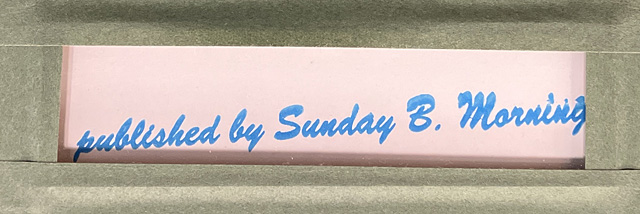 published by Sunday B. Morning